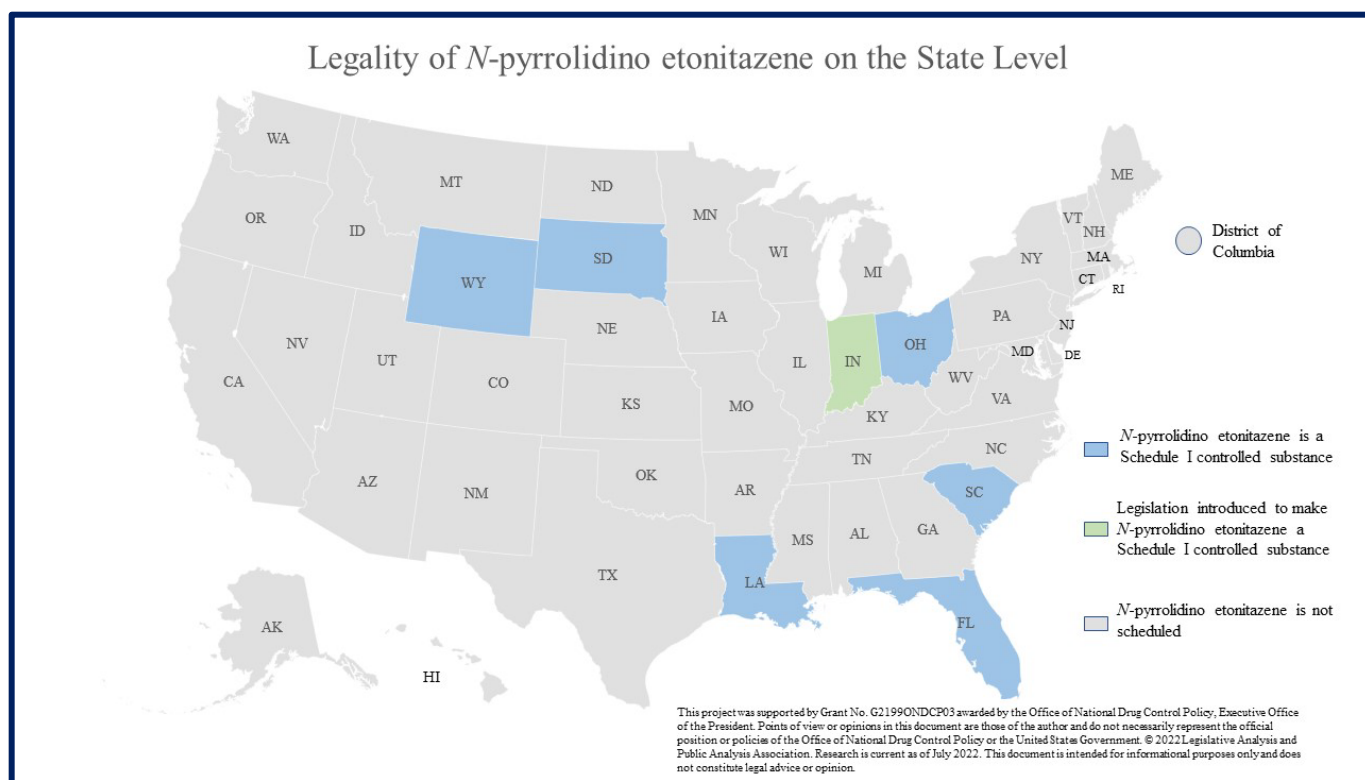 Legality of N-pyrrolidino etonitazene on the State Level
WA
MT
ND
MN
ME
OR
ID
WY
SD
WI
MI
VT
NH
NY
MA
CT
RI
District of
Columbia
NV
UT
CO
NE
IA
IL
IN
OH
PA
NJ
MD
DE
WV
VA
CA
KS
MO
KY
NC
TN
AZ
NM
OK
AR
SC
MS
AL
GA
TX
LA
FL
AK
HI
N-pyrrolidino etonitazene is a
Schedule I controlled substance
Legislation introduced to make
N-pyrrolidino etonitazene a
Schedule I controlled substance
N-pyrrolidino etonitazene is not
scheduled
This project was supported by Grant No. G2199ONDCP03 awarded by the Office of National Drug Control Policy, Executive Office
of the President. Points of view or opinions in this document are those of the author and do not necessarily represent the official
position or policies of the Office of National Drug Control Policy or the United States Government. © 2022 Legislative Analysis and
Public Analysis Association. Research is current as of July 2022. This document is intended for informational purposes only and does
not constitute legal advice or opinion.